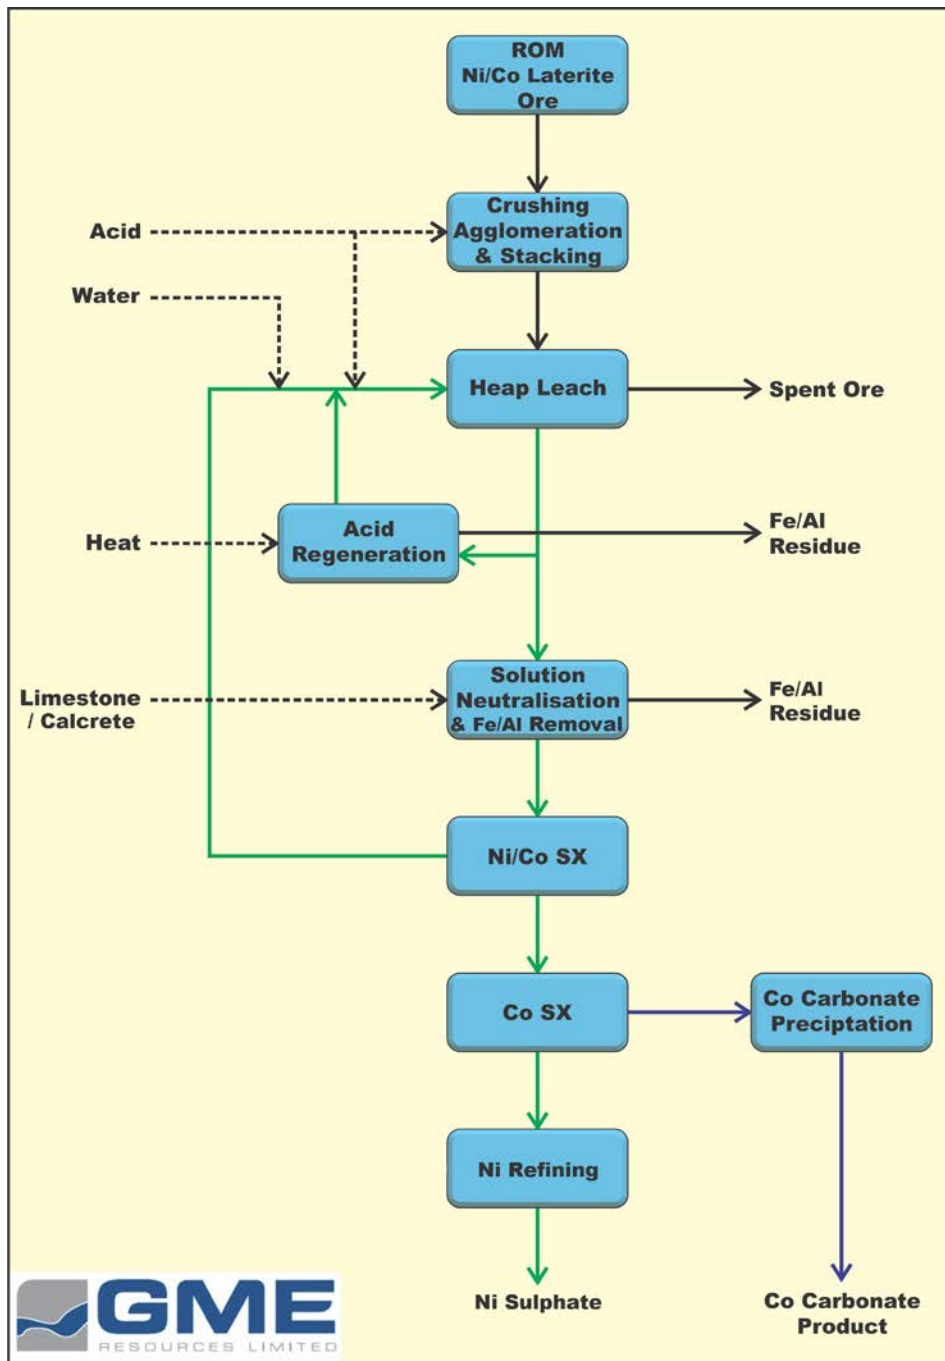 ROM
Ni/Co Laterite
Ore
Crushing
Agglomeration
& Stacking
Acid
Water
Heap Leach
Spent Ore
Heat
Acid
Regeneration
Fe/Al
Residue
Limestone
/ Calcrete
Solution
Neutralisation
& Fe/Al Removal
Fe/Al
Residue
Ni/Co SX
Co SX
Co Carbonate
Preciptation
Ni Refining
Ni Sulphate
Co Carbonate
Product
GME
RESOURCES LIMITED